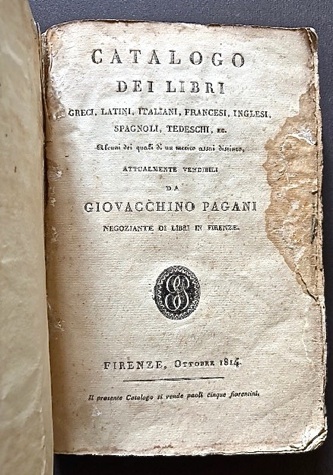 CATALOGO
DEI LIBRI
GRECI, LATINI, ITALIANI, FRANCESI, INGLESI,
SPAGNOLI, TEDESCHI, ec.
Alcuni dei quali di un merito assai distinto,
ATTUALMENTE VENDIBILI
DA
GIOVACCHINO PAGANI
NEGOZIANTE DI LIBRI IN FIRENZE.
FIRENZE, OTTOBRE 1814.
Il presente Catalogo si vende paoli cinque fiorentini.